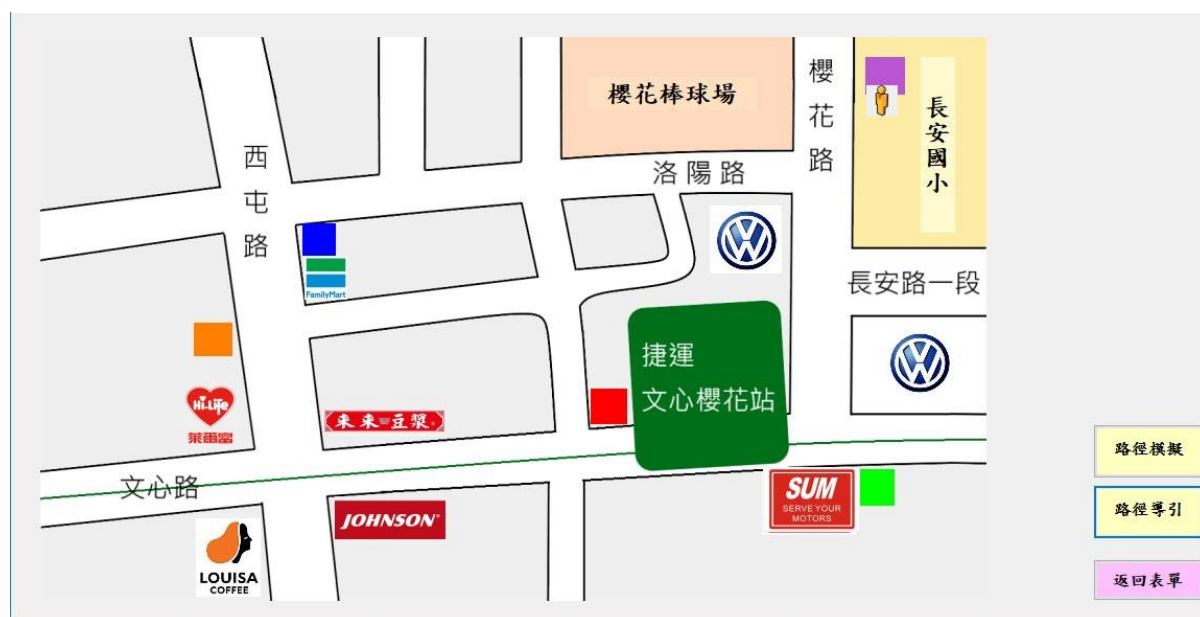 櫻花棒球場
櫻花路
長安國小
西屯路
洛陽路
FamilyMart
長安路一段
捷運
文心櫻花站
Hi-Life
萊爾富
来来豆漿
文心路
SUM
SERVE YOUR
MOTORS
JOHNSON
LOUISA
COFFEE
路徑模擬
路徑導引
返回表單